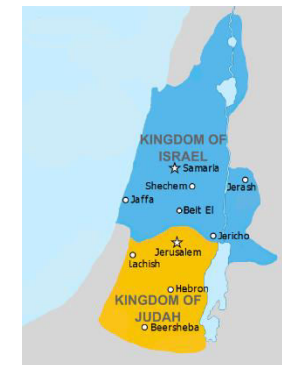 KINGDOM OF
ISRAEL
Samaria
Shechem
Jerash
Jaffa
Beit El
Jericho
Jerusalem
Lachish
Hebron
KINGDOM OF
JUDAH
Beersheba